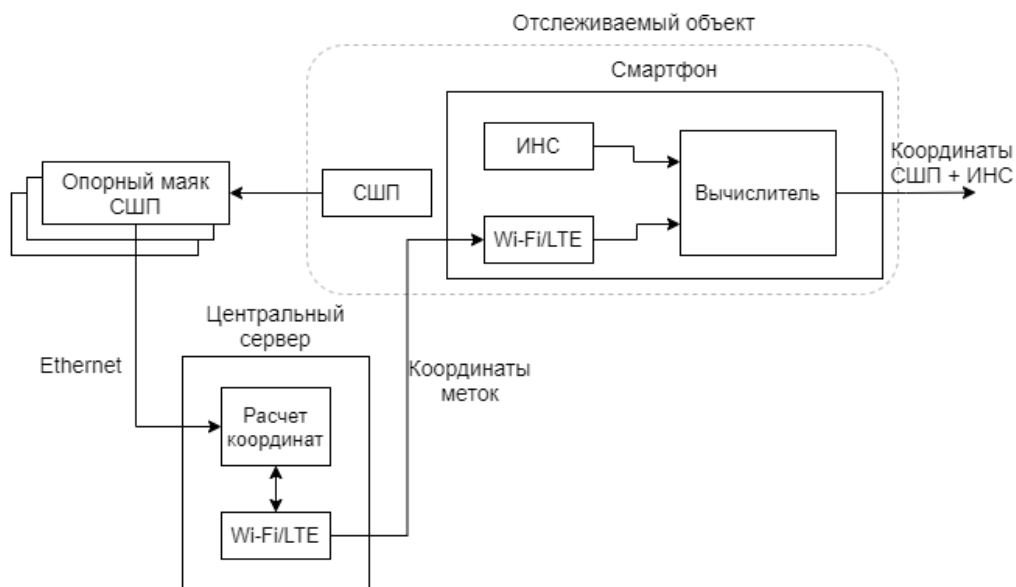 Отслеживаемый объект
Смартфон
ИНС
Вычислитель
Координаты
СШП + ИНС
Опорный маяк
СШП
СШП
Wi-Fi/LTE
Центральный
сервер
Ethernet
Координаты
меток
Расчет
координат
Wi-Fi/LTE